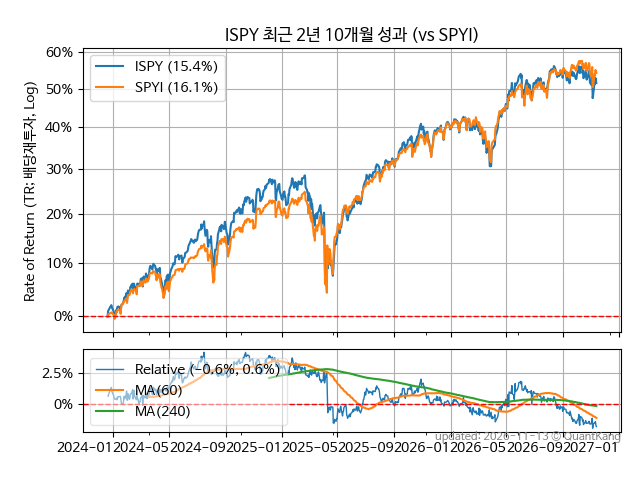 ISPY 최근 2년 10개월 성과 (vs SPYI)
Rate of Return (TR: 배당재투자, Log)
60%
50%
40%
30%
20%
10%
0%
ISPY (15.4%)
SPYI (16.1%)
2.5%
0%
Relative (−0.6%, 0.6%)
MA(60)
MA(240)
2024-01 2024-05 2024-09 2025-01 2025-05 2025-09 2026-01 2026-05 2026-09 2027-01
updated: 2026-11-13 © QuantKang